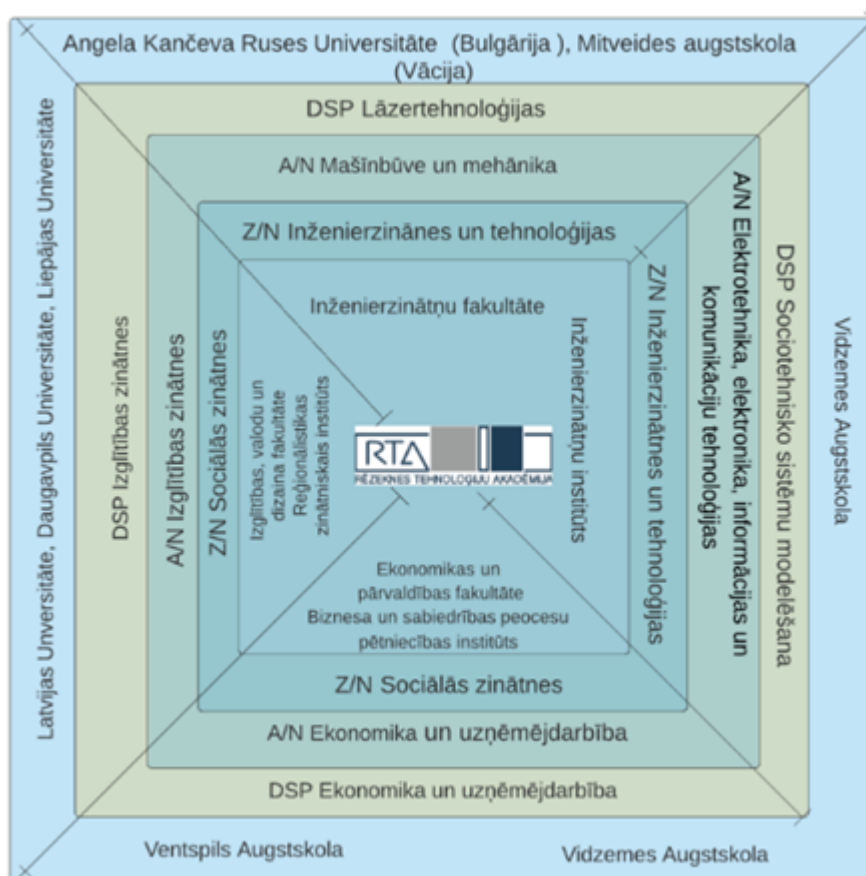 Angela Kančeva Ruses Universitāte (Bulgārija ), Mitveides augstskola
(Vācija)
DSP Lāzertehnoloģijas
A/N Mašīnbūve un mehānika
Z/N Inženierzinānes un tehnoloģijas
Inženierzinātņu fakultāte
Latvijas Unversitāte, Daugavpils Universitāte, Liepājas Universitāte
DSP Izglītības zinātnes
A/N Izglītības zinātnes
Z/N Sociālās zinātnes
Izglītības, valodu un
dizaina fakultāte
Reģionālistikas
zinātniskais institūts
RTA
RĒZEKNES TEHNOLOĢIJU AKADĒMIJA
Inženierzinātņu institūts
Z/N Inženierzinātnes un tehnoloģijas
A/N Elektrotehnika, elektronika, informācijas un
komunikāciju tehnoloģijas
DSP Sociotehnisko sistēmu modelēšana
Vidzemes Augstskola
Ekonomikas un
pārvaldības fakultāte
Biznesa un sabiedrības peocesu
pētniecības institūts
Z/N Sociālās zinātnes
A/N Ekonomika un uzņēmējdarbība
DSP Ekonomika un uzņēmējdarbība
Ventspils Augstskola
Vidzemes Augstskola